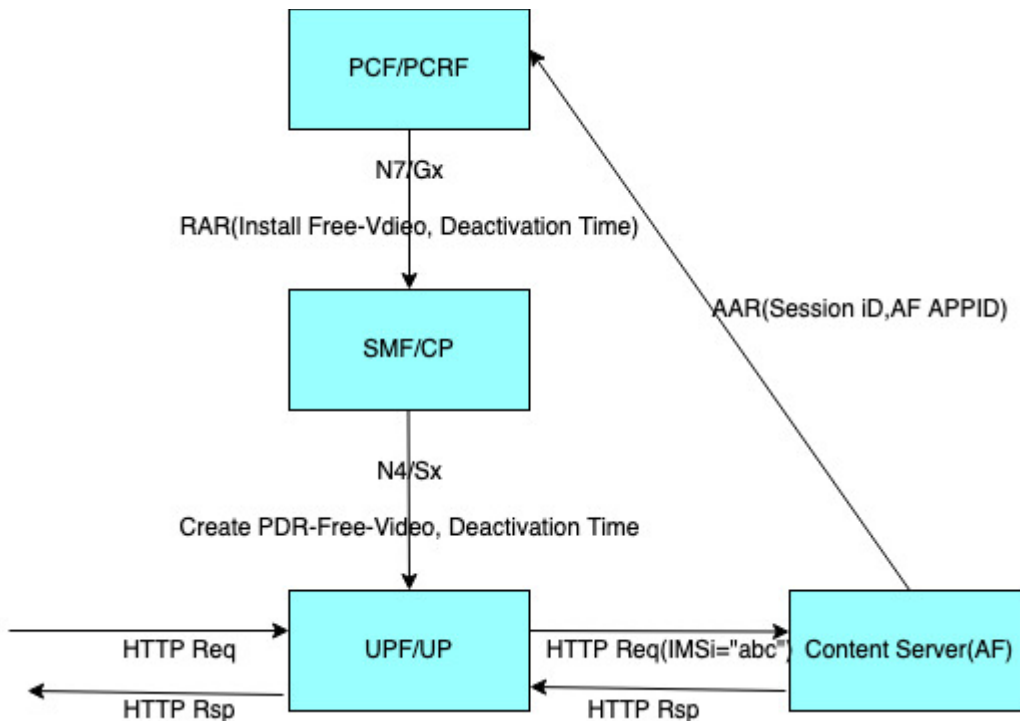 PCF/PCRF
N7/Gx
RAR(Install Free-Vdieo, Deactivation Time)
AAR(Session iD,AF APPID)
SMF/CP
N4/Sx
Create PDR-Free-Video, Deactivation Time
HTTP Req
UPF/UP
HTTP Req(IMSi="abc")
Content Server(AF)
HTTP Rsp
HTTP Rsp